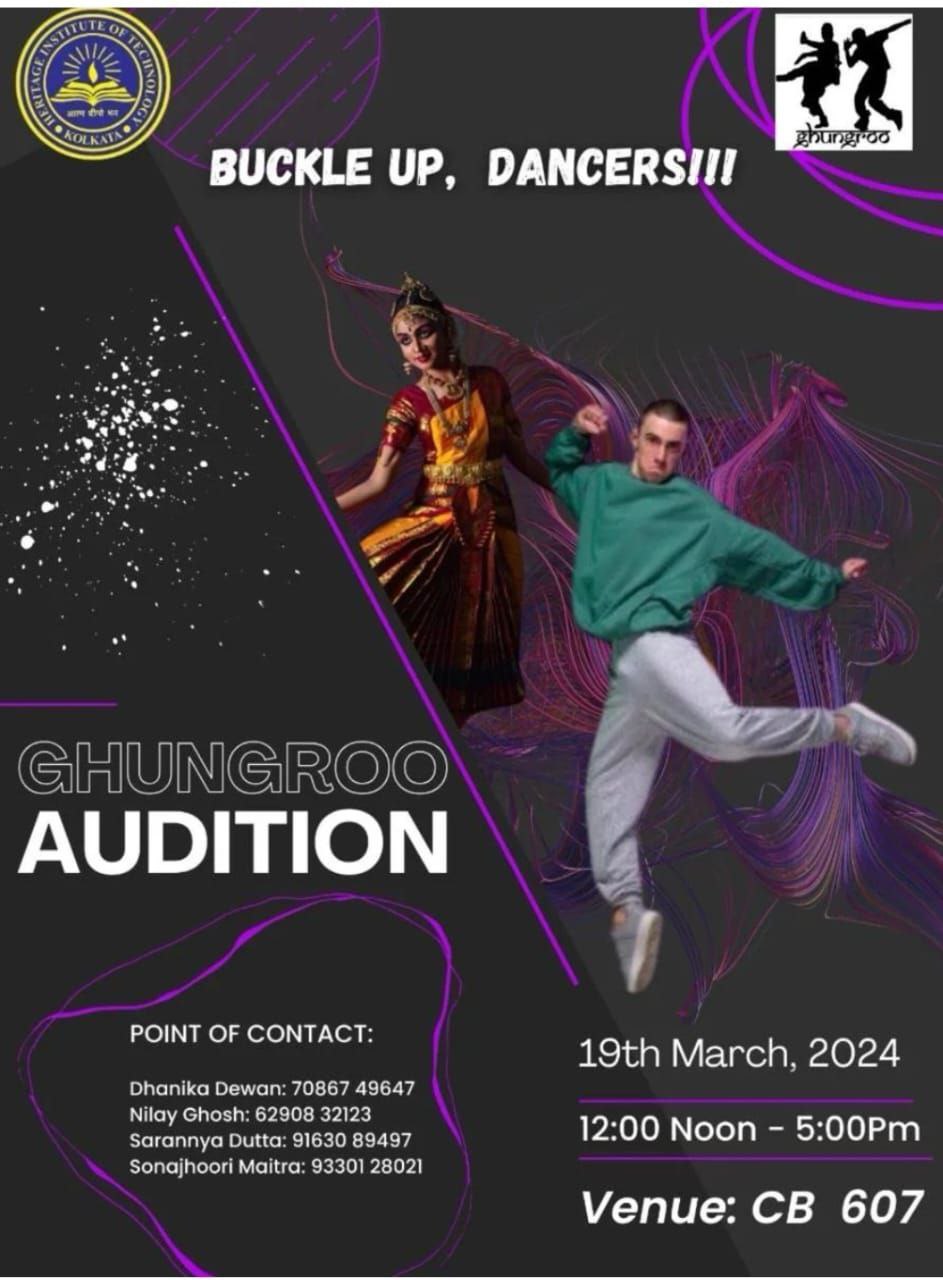 HERITAGE INSTITUTE OF TECHNOLOGY
• KOLKATA •
ghungroo
BUCKLE UP, DANCERS!!!
GHUNGROO
AUDITION
POINT OF CONTACT:
Dhanika Dewan: 70867 49647
Nilay Ghosh: 62908 32123
Sarannya Dutta: 91630 89497
Sonajhoori Maitra: 93301 28021
19th March, 2024
12:00 Noon - 5:00Pm
Venue: CB 607